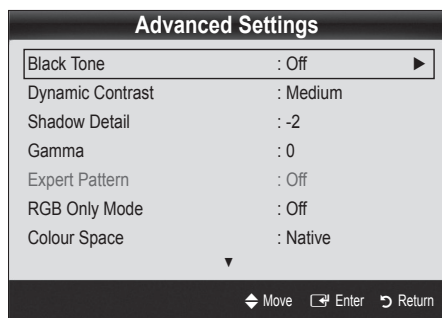 Advanced Settings
Black Tone : Off ▶
Dynamic Contrast : Medium
Shadow Detail : -2
Gamma : 0
Expert Pattern : Off
RGB Only Mode : Off
Colour Space : Native
▼
Move Enter Return